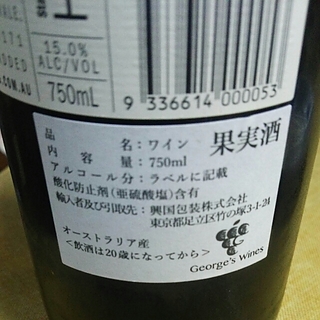 15.0%
ALC/VOL
750mL
9 336614 000053
品名：ワイン 果実酒
内容量：750ml
アルコール分：ラベルに記載
酸化防止剤（亜硫酸塩）含有
輸入者及び引取先：興国包装株式会社
東京都足立区竹の塚3-1-24
オーストラリア産
<飲酒は20歳になってから>
George's Wines